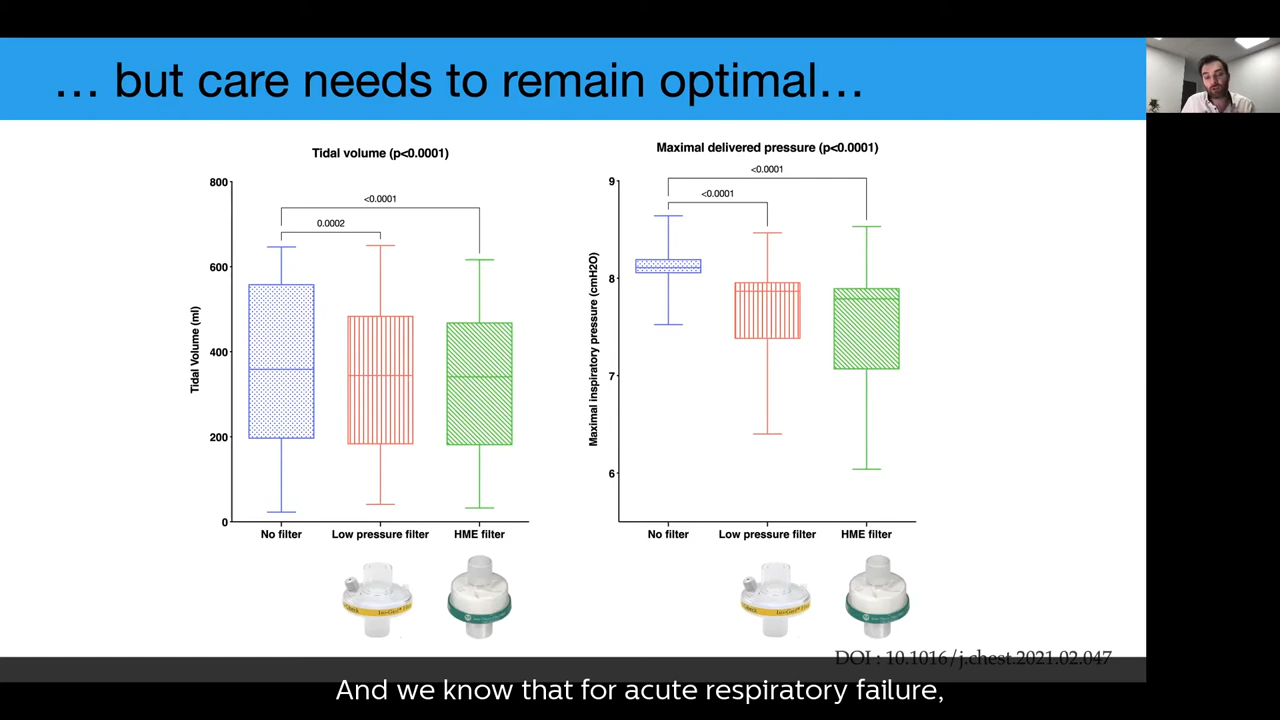 … but care needs to remain optimal…
Tidal volume (p<0.0001)
800
600
400
200
0
Tidal Volume (ml)
<0.0001
0.0002
No filter
Low pressure filter
HME filter
Maximal delivered pressure (p<0.0001)
9
8
7
6
Maximal inspiratory pressure (cmH2O)
<0.0001
<0.0001
No filter
Low pressure filter
HME filter
DOI : 10.1016/j.chest.2021.02.047
And we know that for acute respiratory failure,